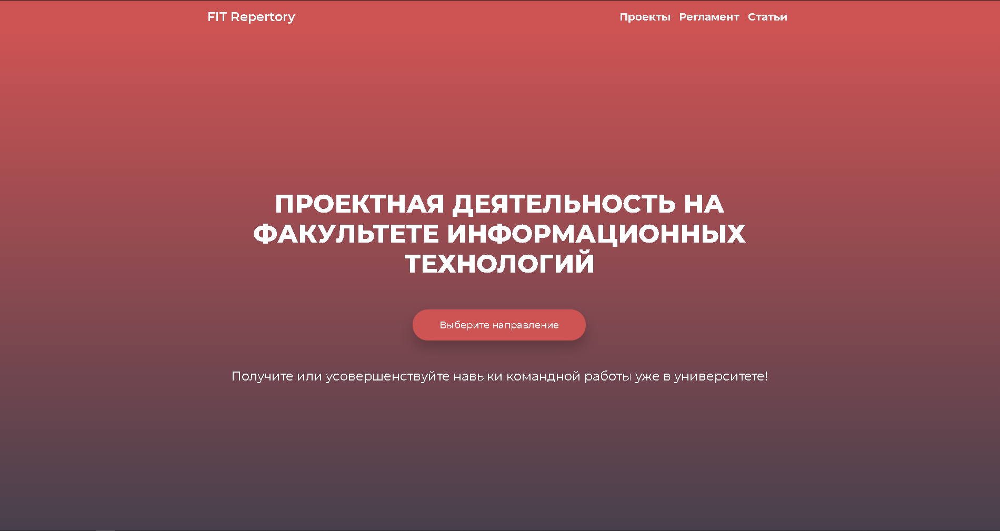 FIT Repertory
Проекты Регламент Статьи
ПРОЕКТНАЯ ДЕЯТЕЛЬНОСТЬ НА
ФАКУЛЬТЕТЕ ИНФОРМАЦИОННЫХ
ТЕХНОЛОГИЙ
Выберите направление
Получите или усовершенствуйте навыки командной работы уже в университете!